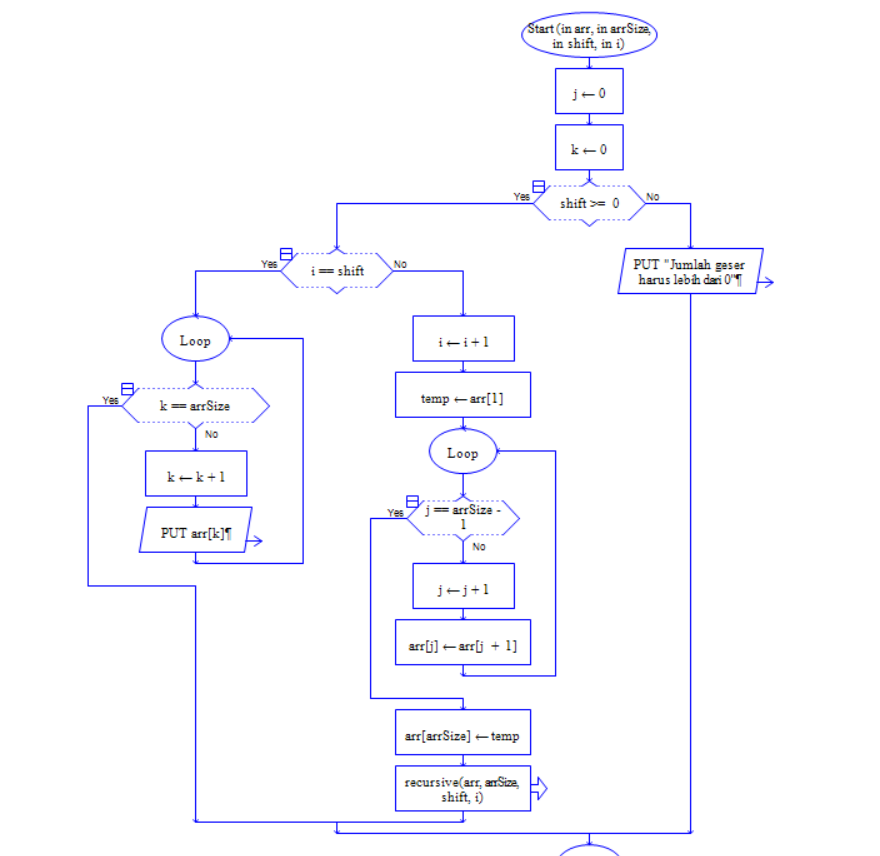 Start (in arr, in arrSize,
in shift, in i)
j ← 0
k ← 0
Yes
shift >= 0
No
PUT "Jumlah geser
harus lebih dari 0"¶
Yes
i == shift
No
Loop
Yes
k == arrSize
No
k ← k + 1
PUT arr[k]¶
i ← i + 1
temp ← arr[1]
Loop
Yes
j == arrSize -
1
No
j ← j + 1
arr[j] ← arr[j + 1]
arr[arrSize] ← temp
recursive(arr, arrSize,
shift, i)